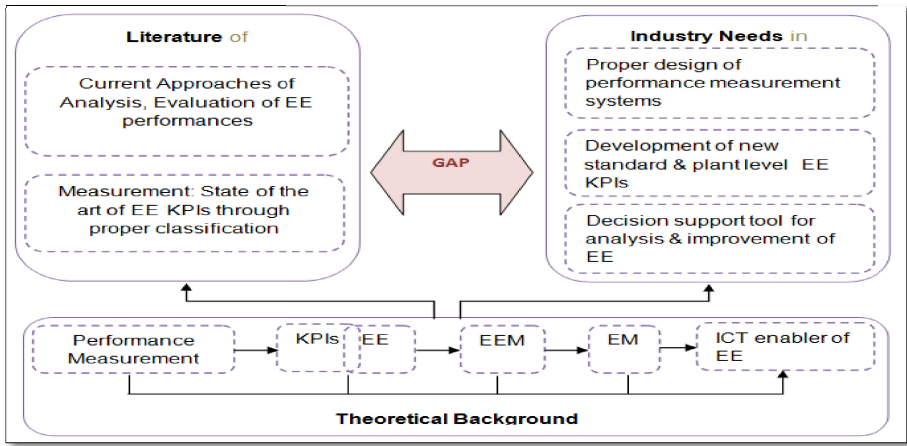 Literature of
Current Approaches of
Analysis, Evaluation of EE
performances
Measurement: State of the
art of EE KPIs through
proper classification
GAP
Industry Needs in
Proper design of
performance measurement
systems
Development of new
standard & plant level EE
KPIs
Decision support tool for
analysis & improvement of
EE
Performance
Measurement
KPIs
EE
EEM
EM
ICT enabler of
EE
Theoretical Background